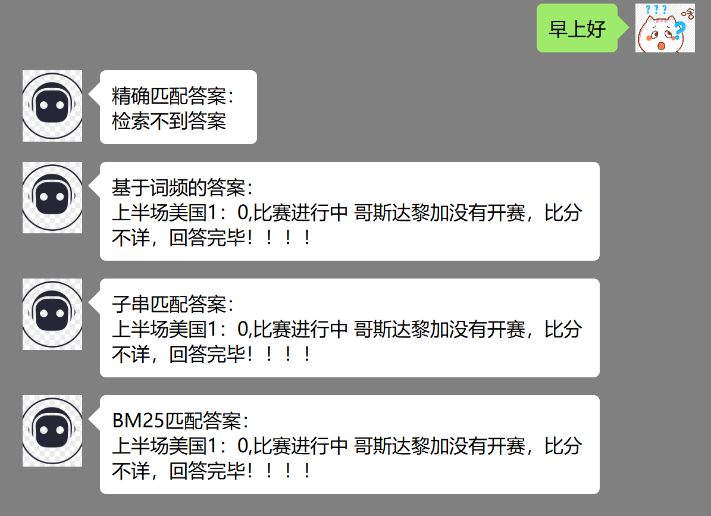 早上好
精确匹配答案：
检索不到答案
基于词频的答案：
上半场美国1：0,比赛进行中 哥斯达黎加没有开赛，比分
不详，回答完毕！！！！
子串匹配答案：
上半场美国1：0,比赛进行中 哥斯达黎加没有开赛，比分
不详，回答完毕！！！！
BM25匹配答案：
上半场美国1：0,比赛进行中 哥斯达黎加没有开赛，比分
不详，回答完毕！！！！